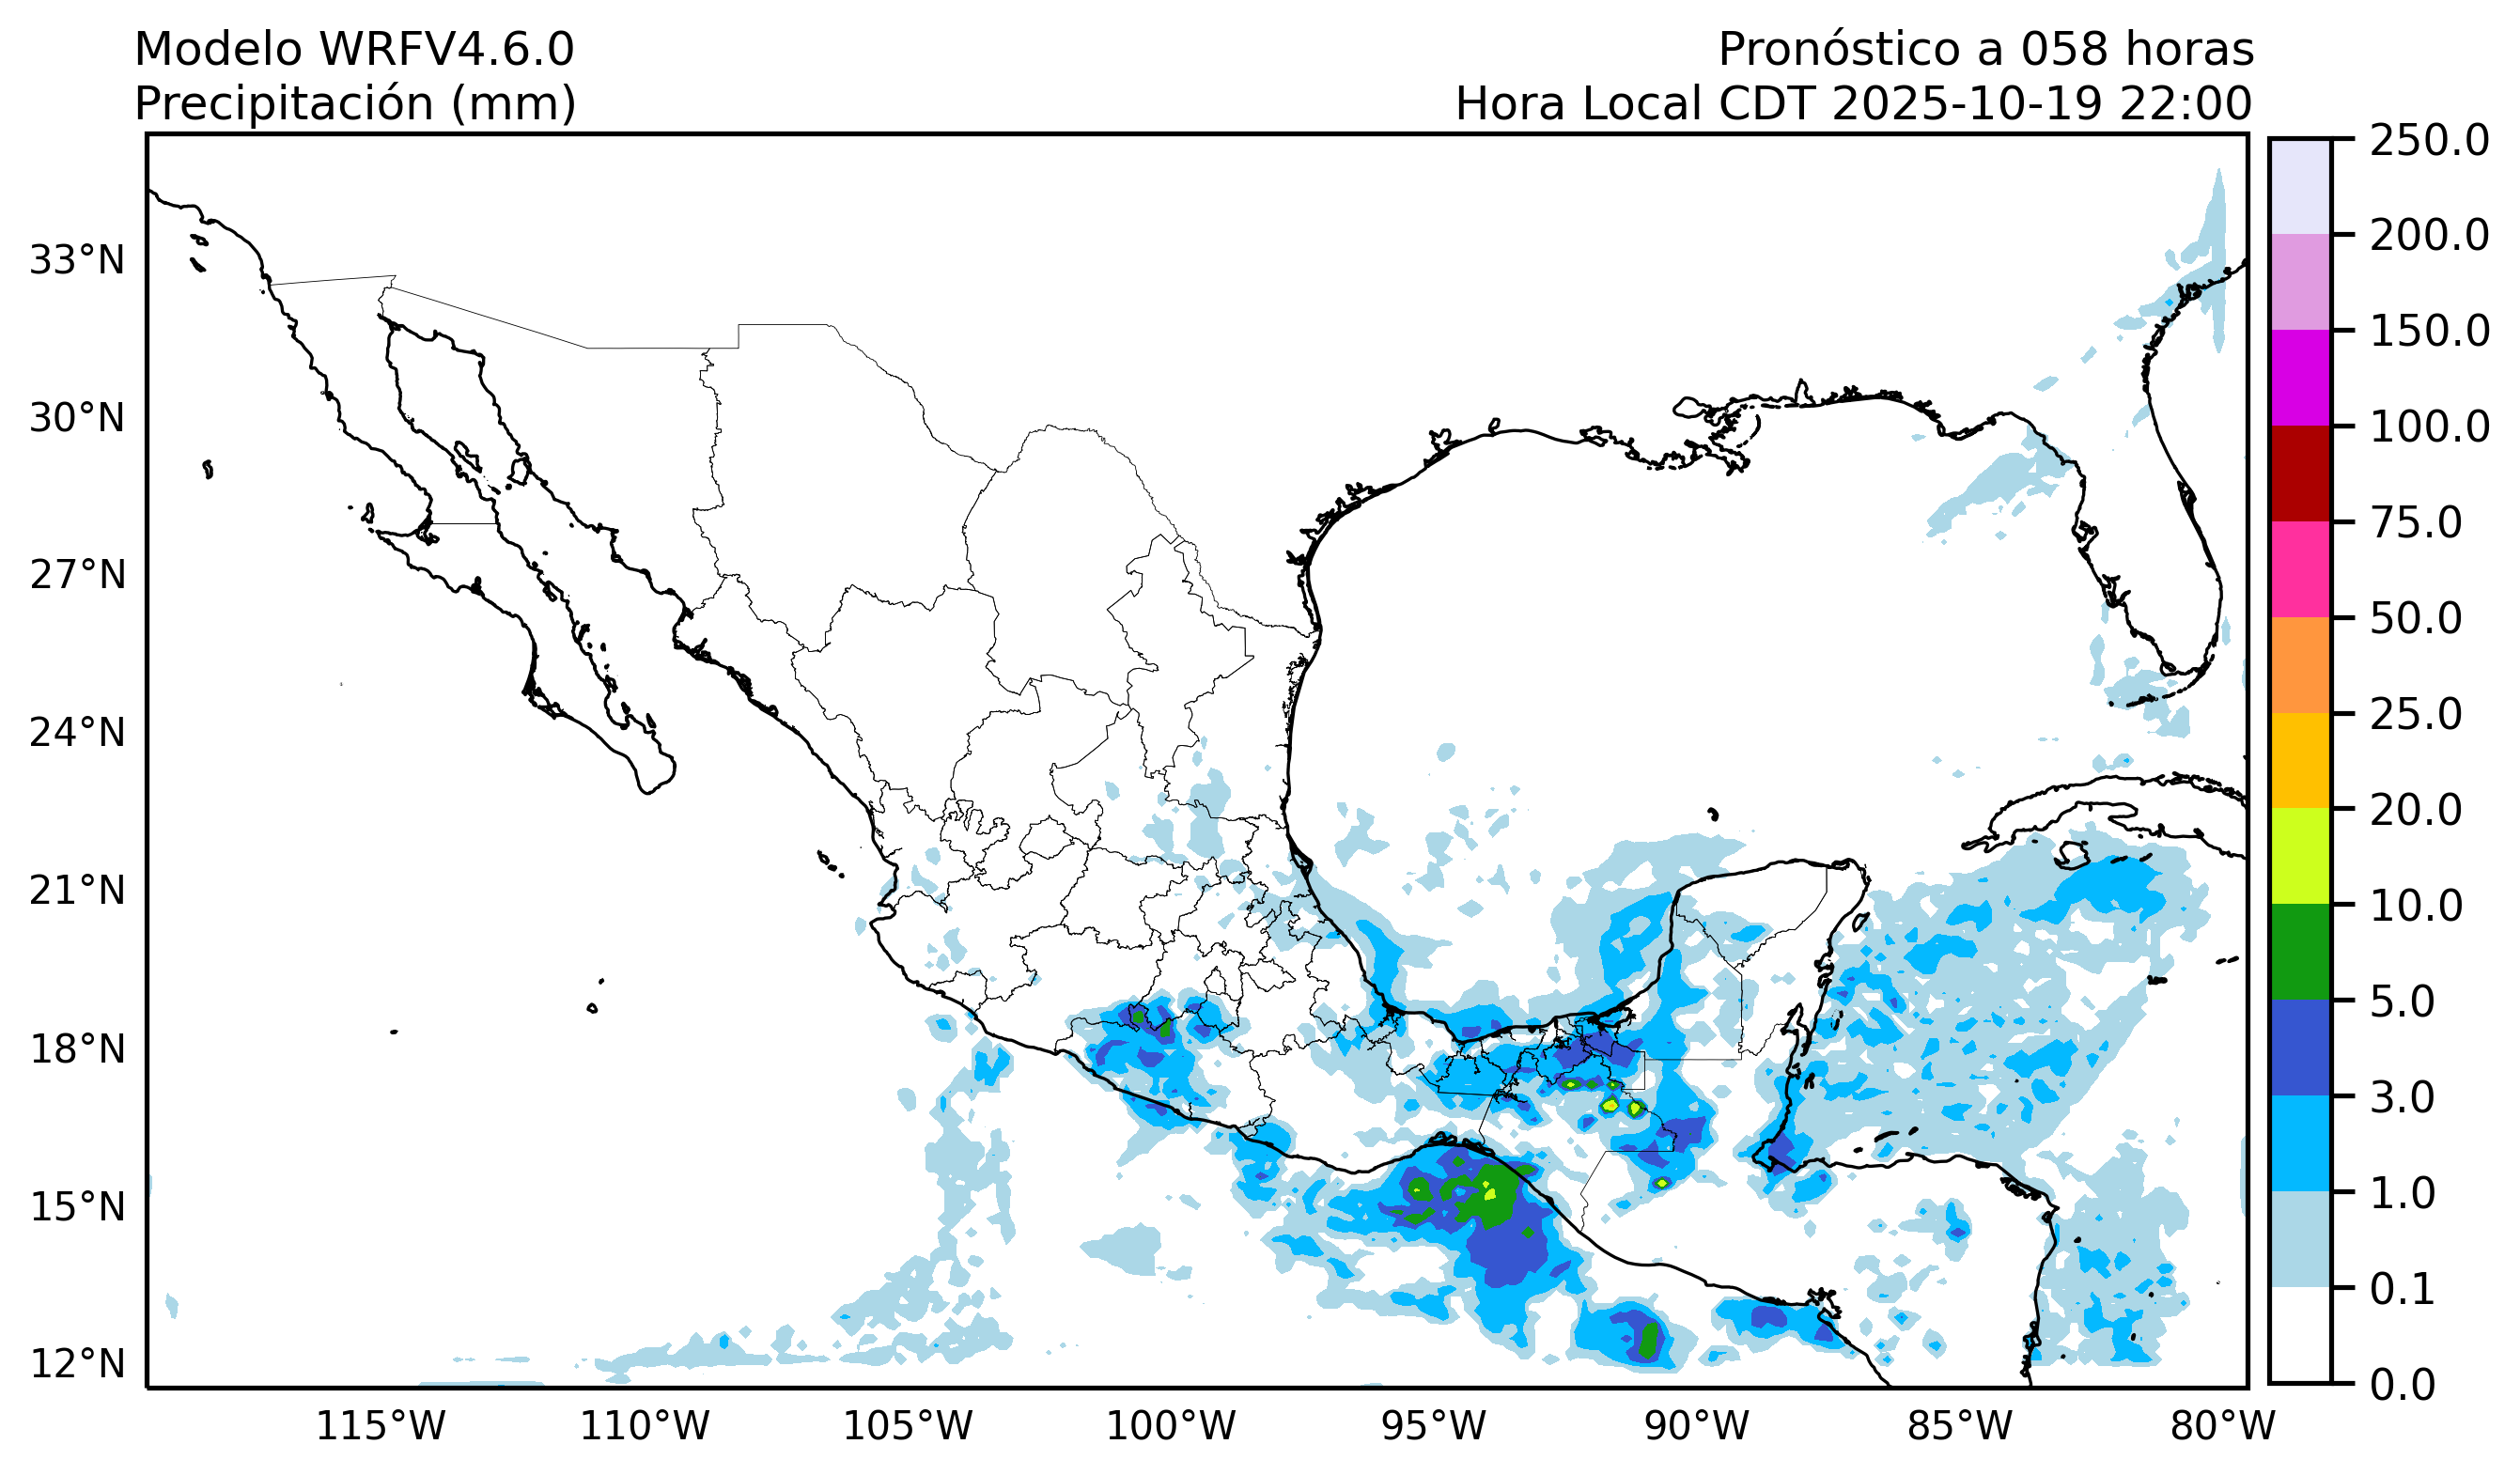 Modelo WRFV4.6.0
Precipitación (mm)
Pronóstico a 058 horas
Hora Local CDT 2025-10-19 22:00
33°N
30°N
27°N
24°N
21°N
18°N
15°N
12°N
115°W
110°W
105°W
100°W
95°W
90°W
85°W
80°W
250.0
200.0
150.0
100.0
75.0
50.0
25.0
20.0
10.0
5.0
3.0
1.0
0.1
0.0